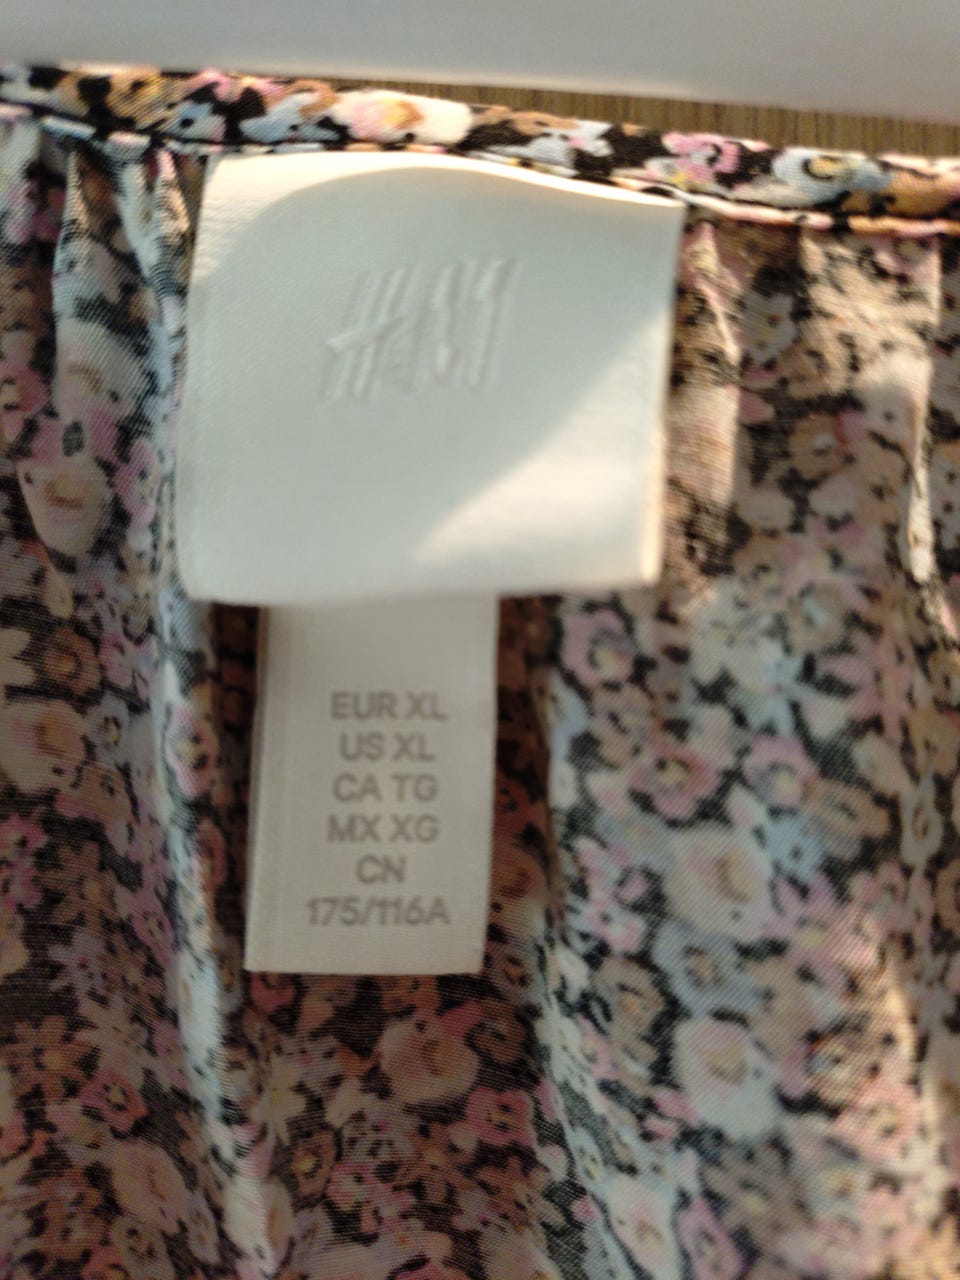 H&M
EUR XL
US XL
CA TG
MX XG
CN
175/116A